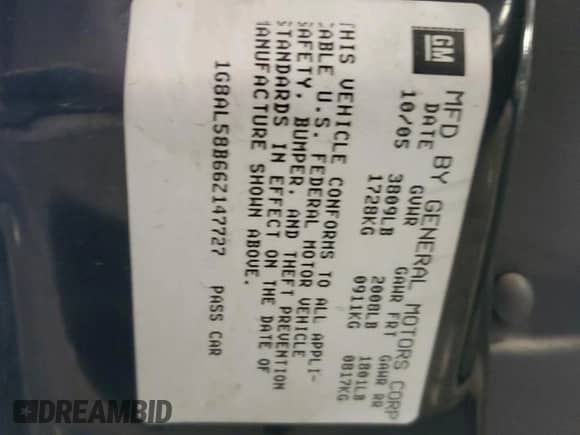 GM
MFD BY GENERAL MOTORS CORP
DATE GVWR GAWR FRT GAWR RR
10/05 3809LB 2008LB 1801LB
1728KG 0911KG 0817KG
THIS VEHICLE CONFORMS TO ALL APPLI-
CABLE U.S. FEDERAL MOTOR VEHICLE
SAFETY, BUMPER, AND THEFT PREVENTION
STANDARDS IN EFFECT ON THE DATE OF
MANUFACTURE SHOWN ABOVE.
1G8AL58B66Z147727 PASS CAR
DREAMBID